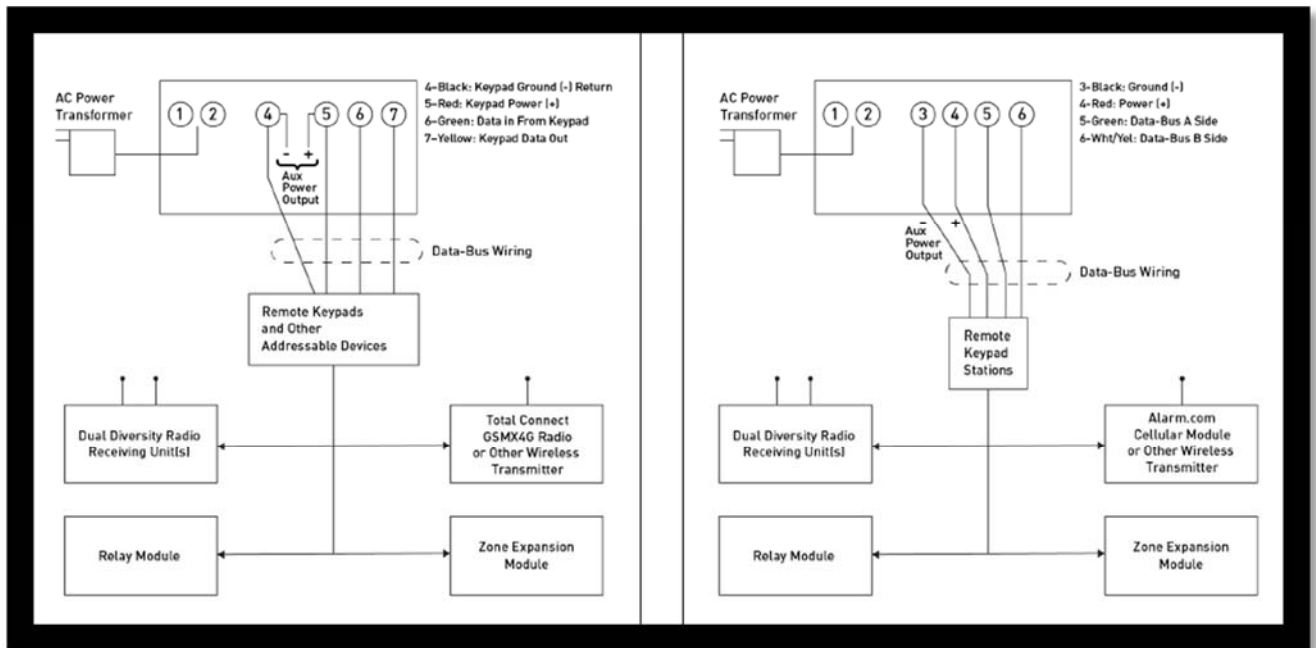 AC Power
Transformer
1
2
4
5
6
7
- +
Aux
Power
Output
4-Black: Keypad Ground (-) Return
5-Red: Keypad Power (+)
6-Green: Data in From Keypad
7-Yellow: Keypad Data Out
Data-Bus Wiring
Remote Keypads
and Other
Addressable Devices
Dual Diversity Radio
Receiving Unit(s)
Total Connect
GSMX4G Radio
or Other Wireless
Transmitter
Relay Module
Zone Expansion
Module
AC Power
Transformer
1
2
3
4
5
6
3-Black: Ground (-)
4-Red: Power (+)
5-Green: Data-Bus A Side
6-Wht/Yel: Data-Bus B Side
- +
Aux
Power
Output
Data-Bus Wiring
Remote
Keypad
Stations
Dual Diversity Radio
Receiving Unit(s)
Alarm.com
Cellular Module
or Other Wireless
Transmitter
Relay Module
Zone Expansion
Module